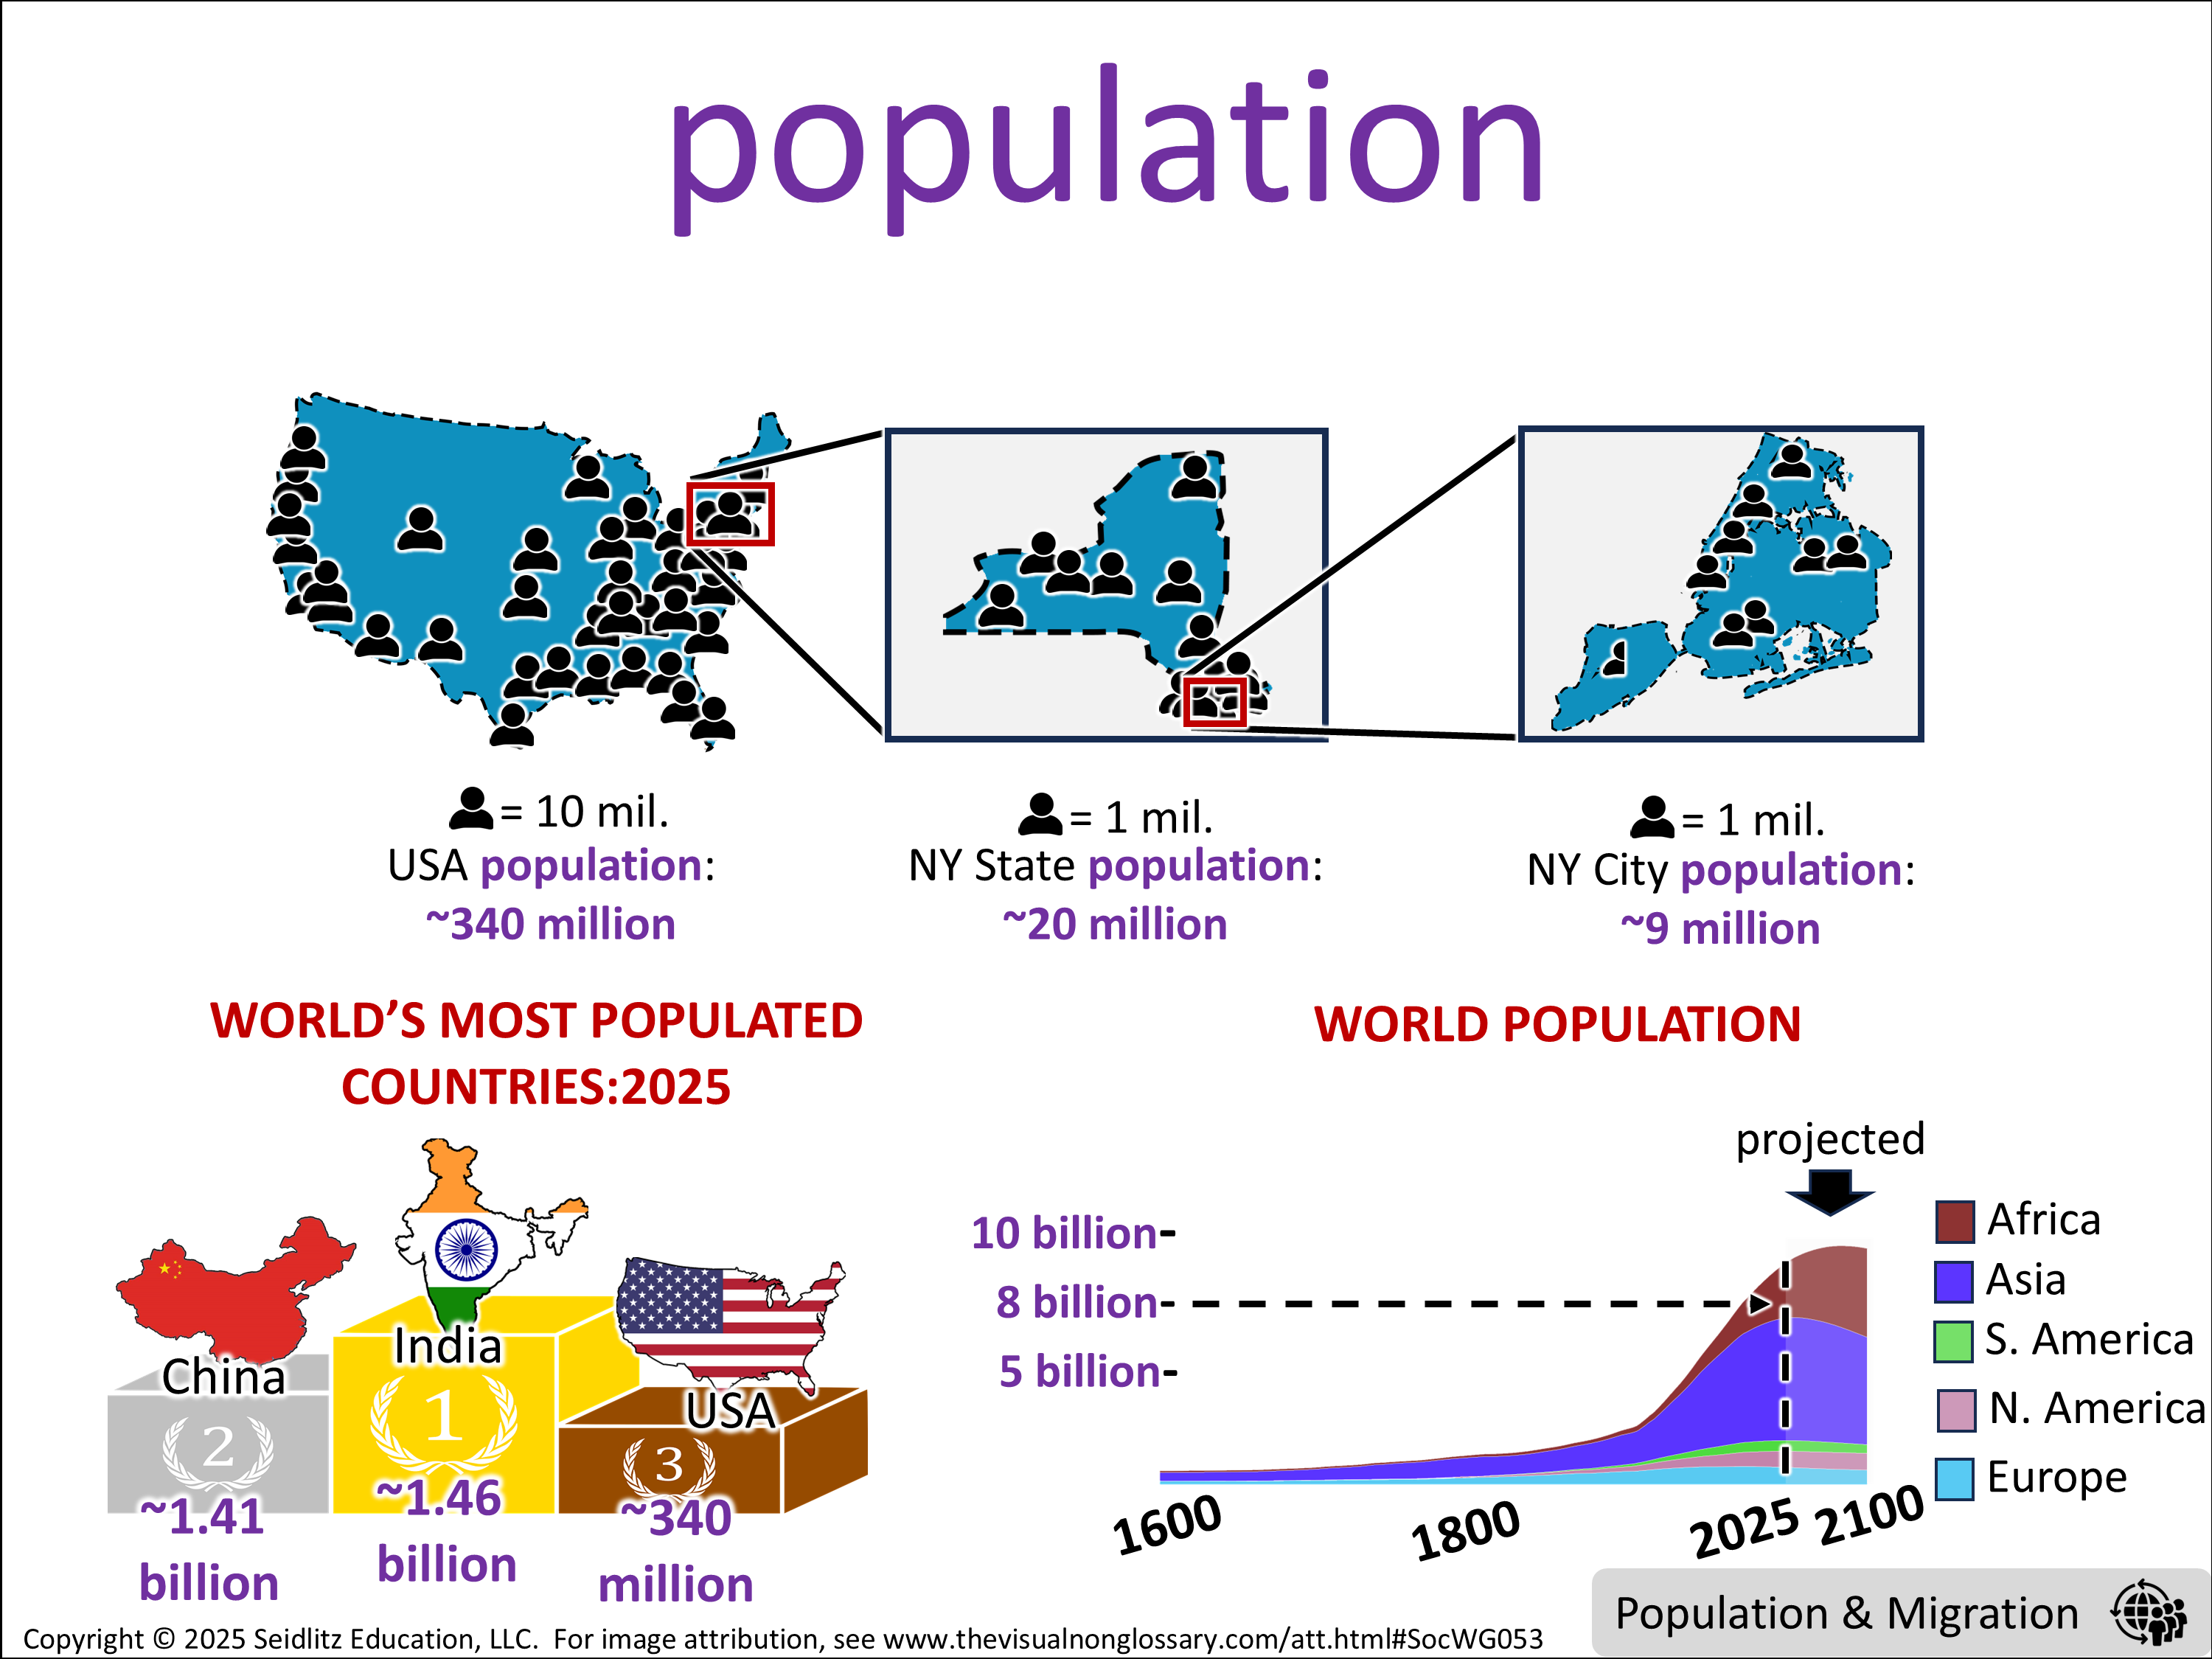 population
= 10 mil.
USA population:
~340 million
= 1 mil.
NY State population:
~20 million
= 1 mil.
NY City population:
~9 million
WORLD’S MOST POPULATED
COUNTRIES:2025
China
2
~1.41
billion
India
1
~1.46
billion
USA
3
~340
million
WORLD POPULATION
projected
10 billion-
8 billion-
5 billion-
1600
1800
2025
2100
Africa
Asia
S. America
N. America
Europe
Population & Migration
Copyright © 2025 Seidlitz Education, LLC.  For image attribution, see www.thevisualnonglossary.com/att.html#SocWG053